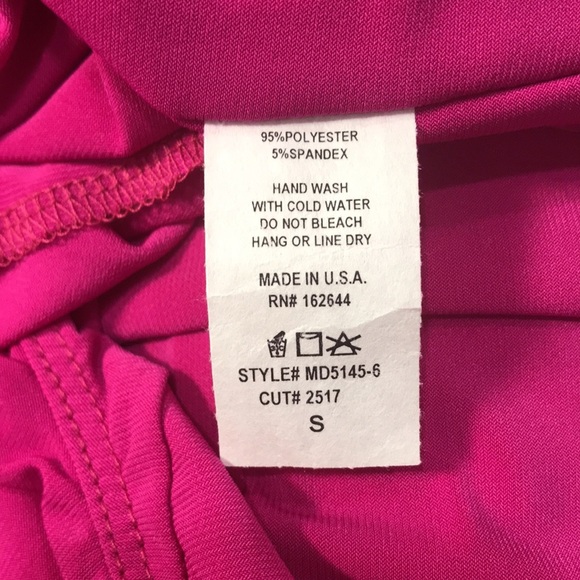 95%POLYESTER
5%SPANDEX
HAND WASH
WITH COLD WATER
DO NOT BLEACH
HANG OR LINE DRY
MADE IN U.S.A.
RN# 162644
STYLE# MD5145-6
CUT# 2517
S